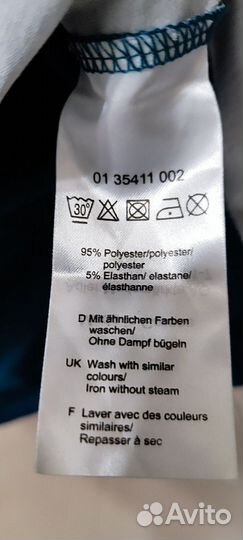 01 35411 002
30°
95% Polyester/polyester/
polyester
5% Elasthan/ elastane/
élasthanne
D Mit ähnlichen Farben
waschen/
Ohne Dampf bügeln
UK Wash with similar
colours/
Iron without steam
F Laver avec des couleurs
similaires/
Repasser à sec
Avito